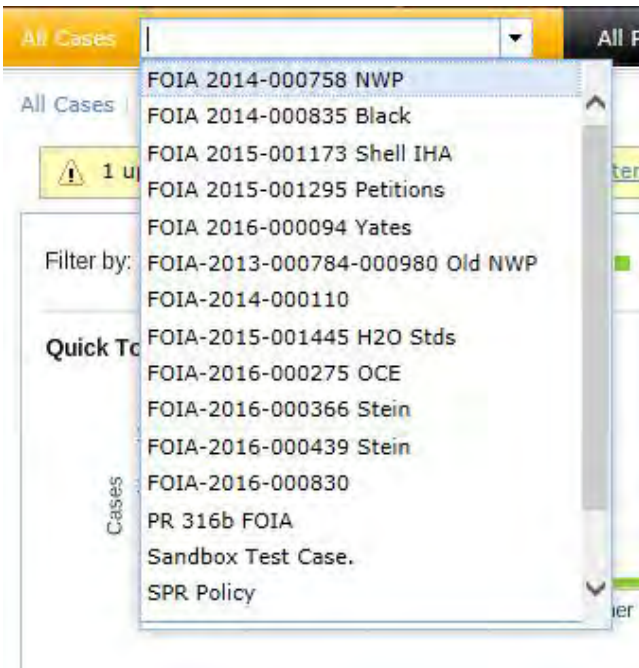 All Cases
All
All Cases
FOIA 2014-000758 NWP
FOIA 2014-000835 Black
FOIA 2015-001173 Shell IHA
FOIA 2015-001295 Petitions
FOIA 2016-000094 Yates
FOIA-2013-000784-000980 Old NWP
FOIA-2014-000110
FOIA-2015-001445 H2O Stds
FOIA-2016-000275 OCE
FOIA-2016-000366 Stein
FOIA-2016-000439 Stein
FOIA-2016-000830
PR 316b FOIA
Sandbox Test Case.
SPR Policy
1
Filter by:
Quick
Cases